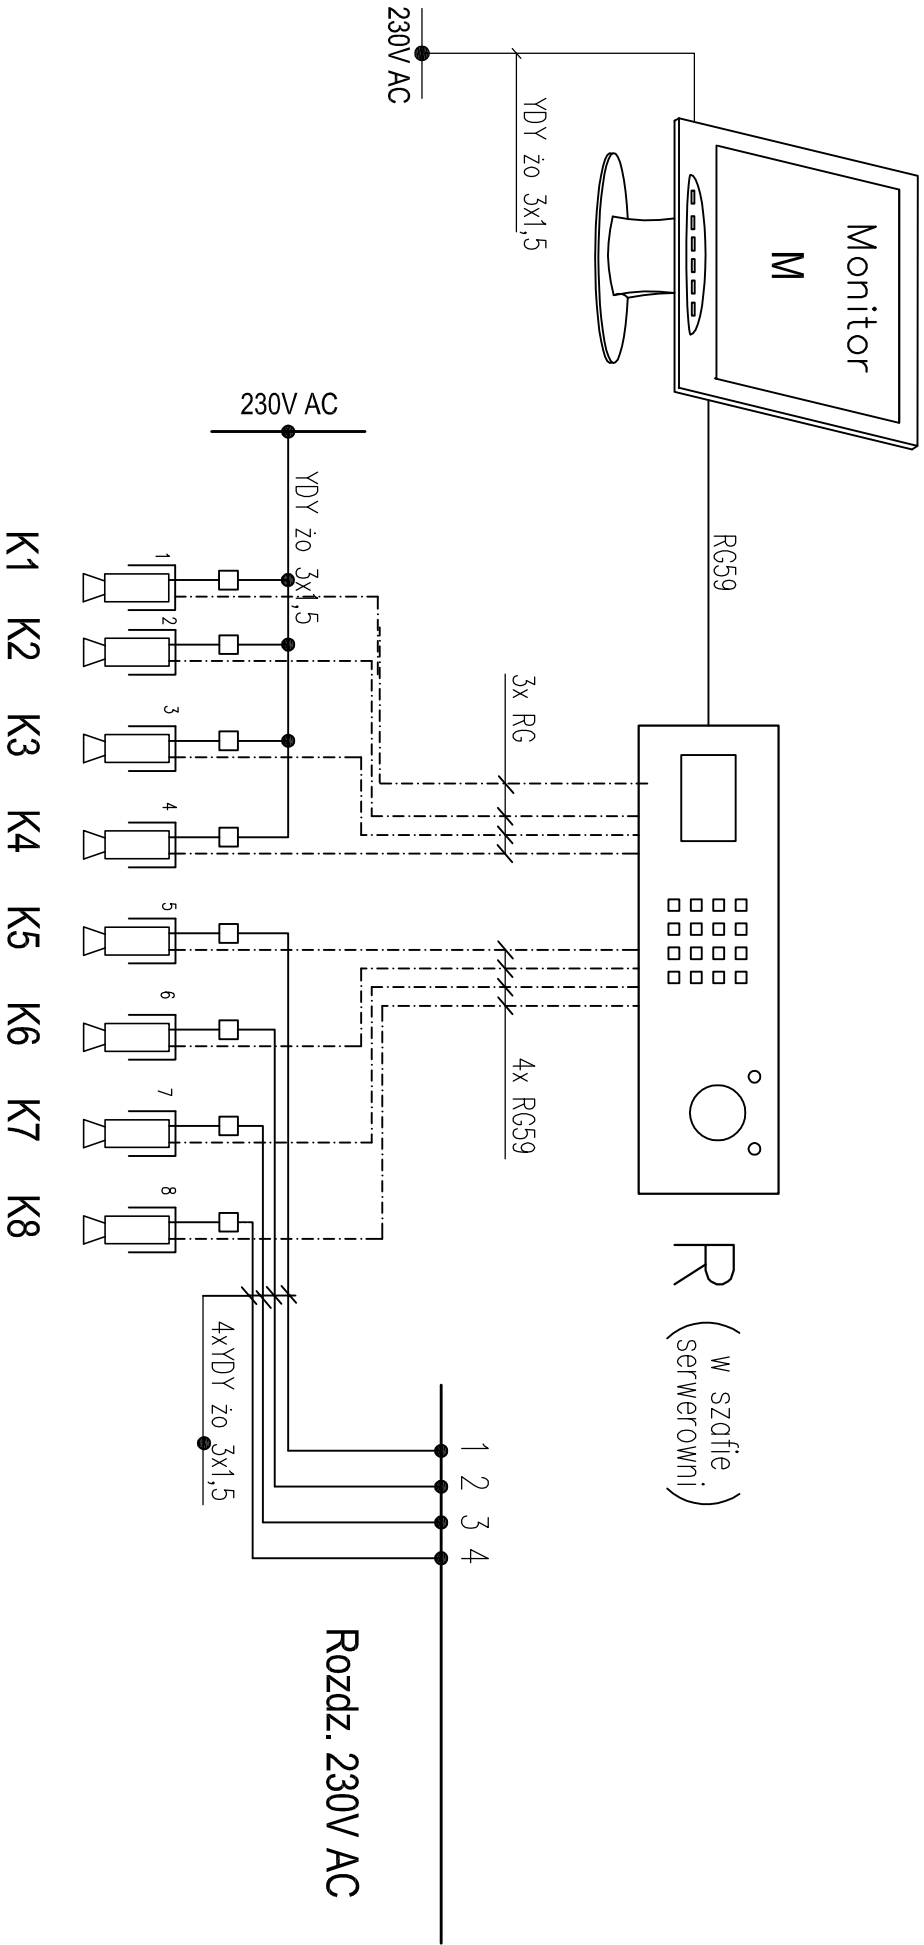 Monitor
M
230V AC
YDY żo 3x1,5
RG59
R
( w szafie
serwerowni )
3x RG
4x RG59
230V AC
YDY żo 3x1,5
1
2
3
4
5
6
7
8
K1
K2
K3
K4
K5
K6
K7
K8
4xYDY żo 3x1,5
1
2
3
4
Rozdz. 230V AC